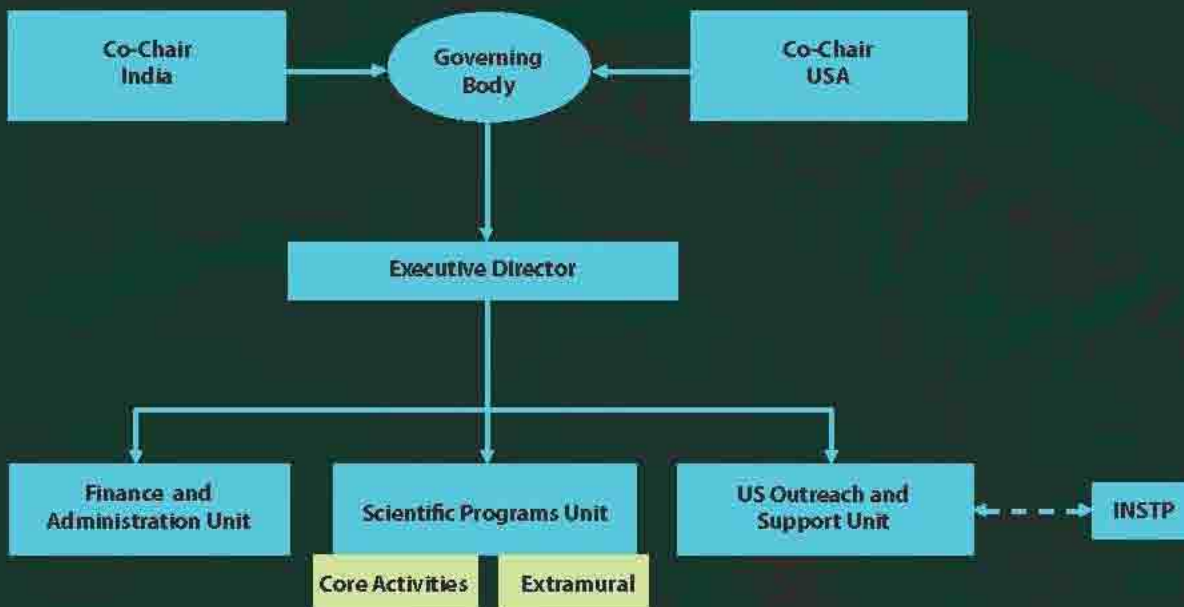 Co-Chair
India
Governing
Body
Co-Chair
USA
Executive Director
Finance and
Administration Unit
Scientific Programs Unit
US Outreach and
Support Unit
INSTP
Core Activities
Extramural